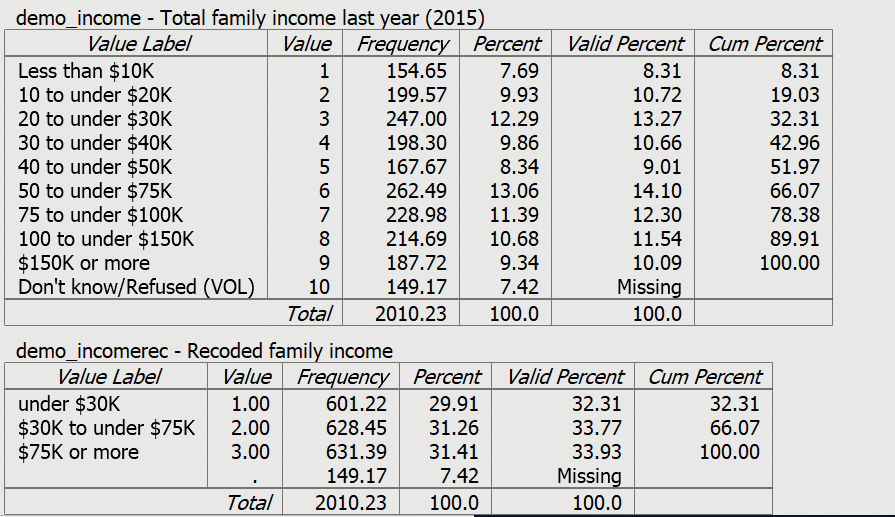 demo_income - Total family income last year (2015)
Value Label Value Frequency Percent Valid Percent Cum Percent
Less than $10K 1 154.65 7.69 8.31 8.31
10 to under $20K 2 199.57 9.93 10.72 19.03
20 to under $30K 3 247.00 12.29 13.27 32.31
30 to under $40K 4 198.30 9.86 10.66 42.96
40 to under $50K 5 167.67 8.34 9.01 51.97
50 to under $75K 6 262.49 13.06 14.10 66.07
75 to under $100K 7 228.98 11.39 12.30 78.38
100 to under $150K 8 214.69 10.68 11.54 89.91
$150K or more 9 187.72 9.34 10.09 100.00
Don't know/Refused (VOL) 10 149.17 7.42 Missing
Total 2010.23 100.0 100.0
demo_incomerec - Recoded family income
Value Label Value Frequency Percent Valid Percent Cum Percent
under $30K 1.00 601.22 29.91 32.31 32.31
$30K to under $75K 2.00 628.45 31.26 33.77 66.07
$75K or more 3.00 631.39 31.41 33.93 100.00
. 149.17 7.42 Missing
Total 2010.23 100.0 100.0